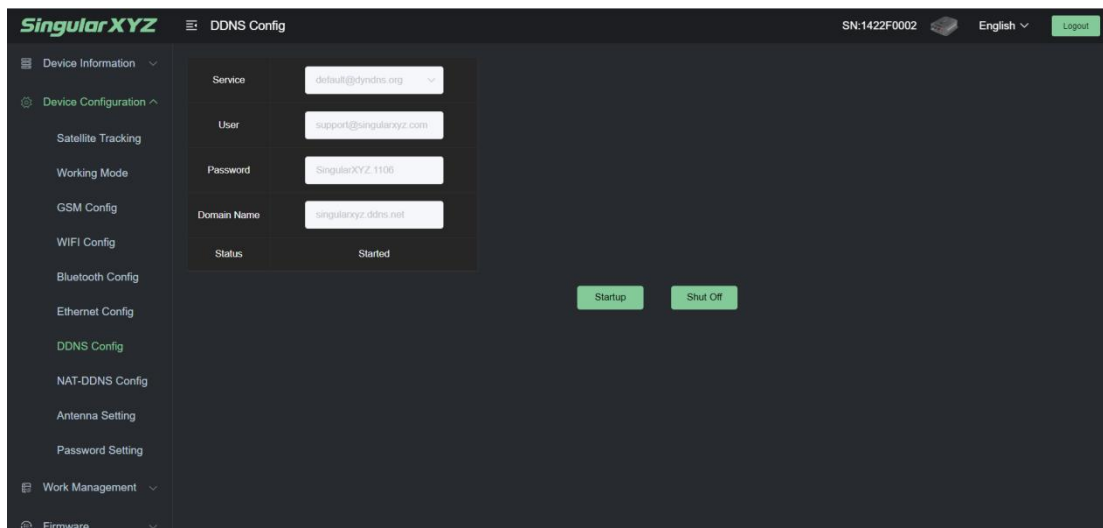 SingularXYZ
DDNS Config
SN:1422F0002
English
Logout
Device Information
Device Configuration
Satellite Tracking
Working Mode
GSM Config
WIFI Config
Bluetooth Config
Ethernet Config
DDNS Config
NAT-DDNS Config
Antenna Setting
Password Setting
Work Management
Firmware
Service default@dyndns.org
User support@singularxyz.com
Password SingularXYZ.1106
Domain Name singularxyz.ddns.net
Status Started
Startup Shut Off